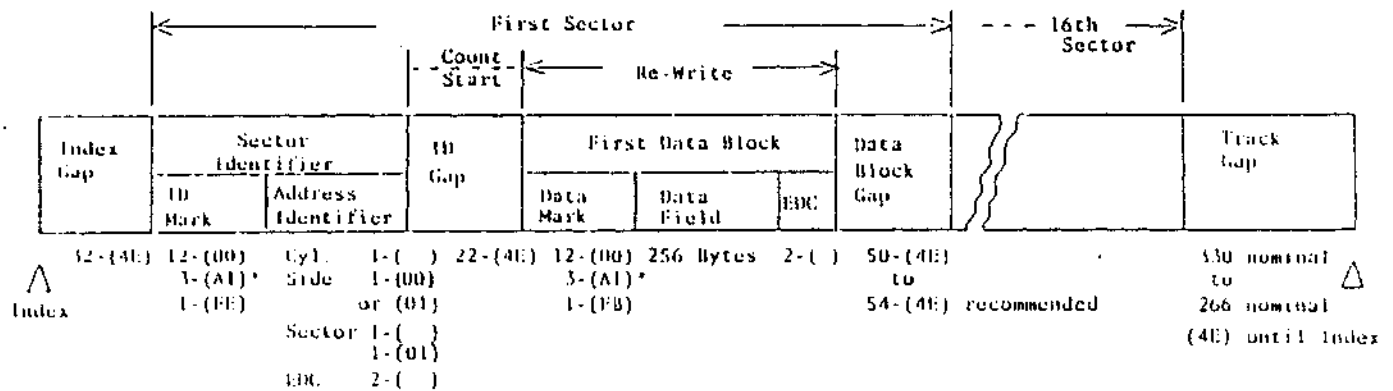 First Sector
16th
Sector
Count
Start
Re-Write
Index
Gap
Sector
Identifier
ID
Mark
Address
Identifier
ID
Gap
First Data Block
Data
Mark
Data
Field
EDC
Data
Block
Gap
Track
Gap
32-(4E) 12-(00) Cyl. 1-( ) 22-(4E) 12-(00) 256 Bytes 2-( ) 50-(4E) 330 nominal
3-(A1)* Side 1-(00) 3-(A1)* to to
Index 1-(FE) or (01) 1-(FB) 54-(4E) recommended 266 nominal
Sector 1-( ) (4E) until Index
1-(01)
EDC 2-( )